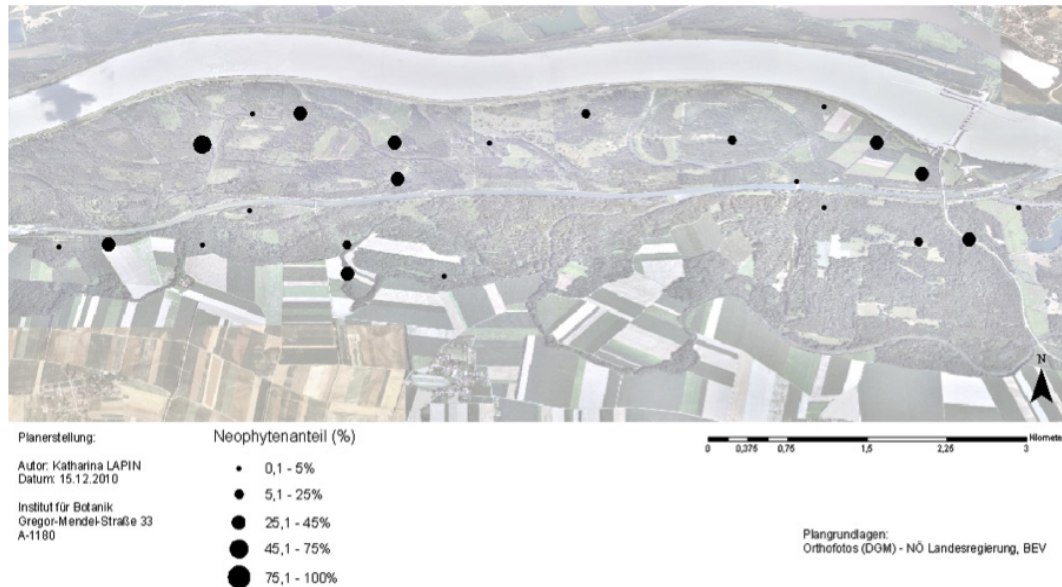 N
Planerstellung:
Autor: Katharina LAPIN
Datum: 15.12.2010
Institut für Botanik
Gregor-Mendel-Straße 33
A-1180
Neophytenanteil (%)
0,1 - 5%
5,1 - 25%
25,1 - 45%
45,1 - 75%
75,1 - 100%
Kilomete
0 0,375 0,75 1,5 2,25 3
Plangrundlagen:
Orthofotos (DGM) - NÖ Landesregierung, BEV